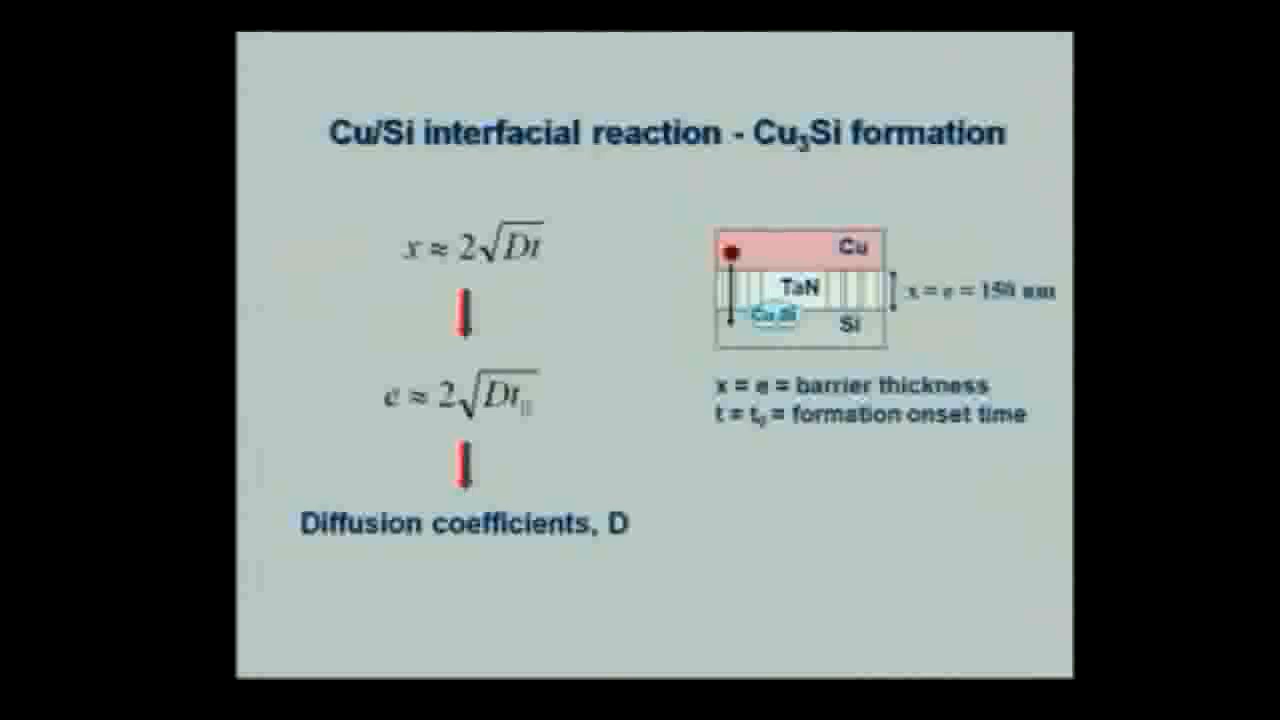 Cu/Si interfacial reaction - Cu₃Si formation
x ≈ 2√Dt
e ≈ 2√Dt₀
Diffusion coefficients, D
Cu
TaN
Cu₃Si
Si
x = e = 150 nm
x = e = barrier thickness
t = t₀ = formation onset time